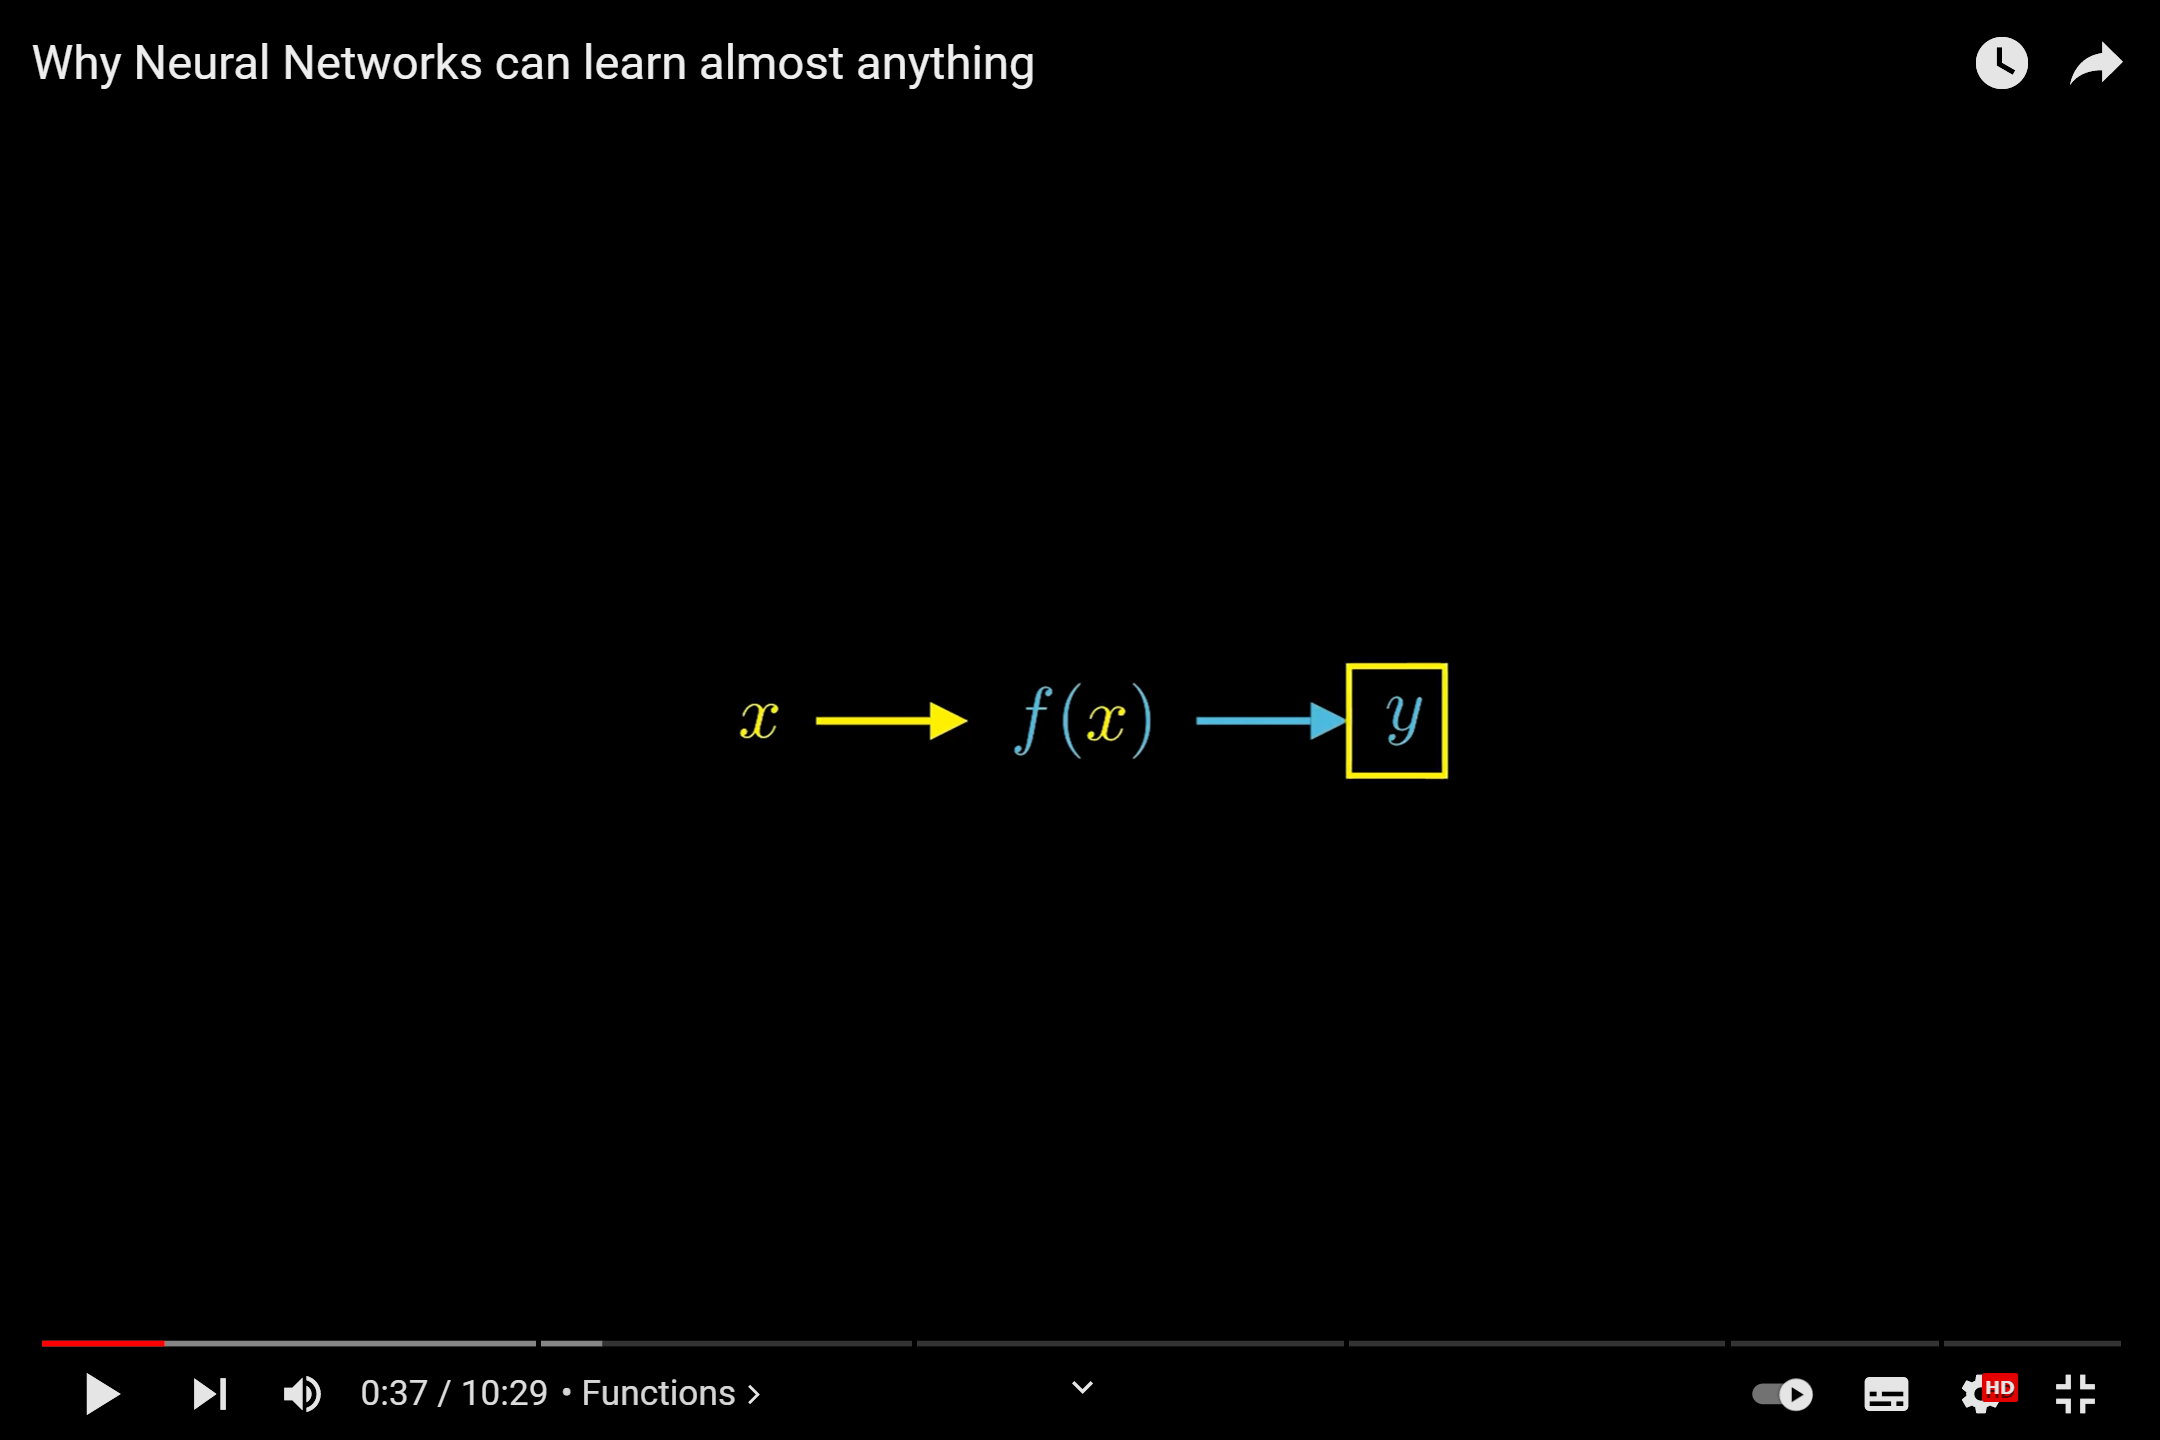 Why Neural Networks can learn almost anything
x f(x) y
0:37 / 10:29 • Functions
HD